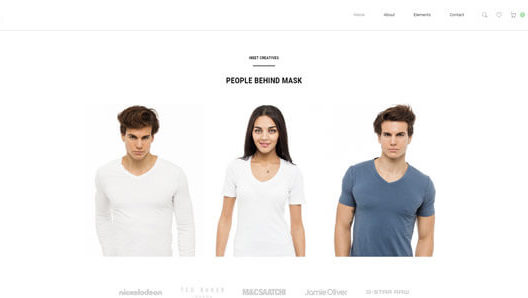 Home About Elements Contact
MEET CREATIVES
PEOPLE BEHIND MASK
nickelodeon TED BAKER M&CSAATCHI Jamie Oliver G-STAR RAW